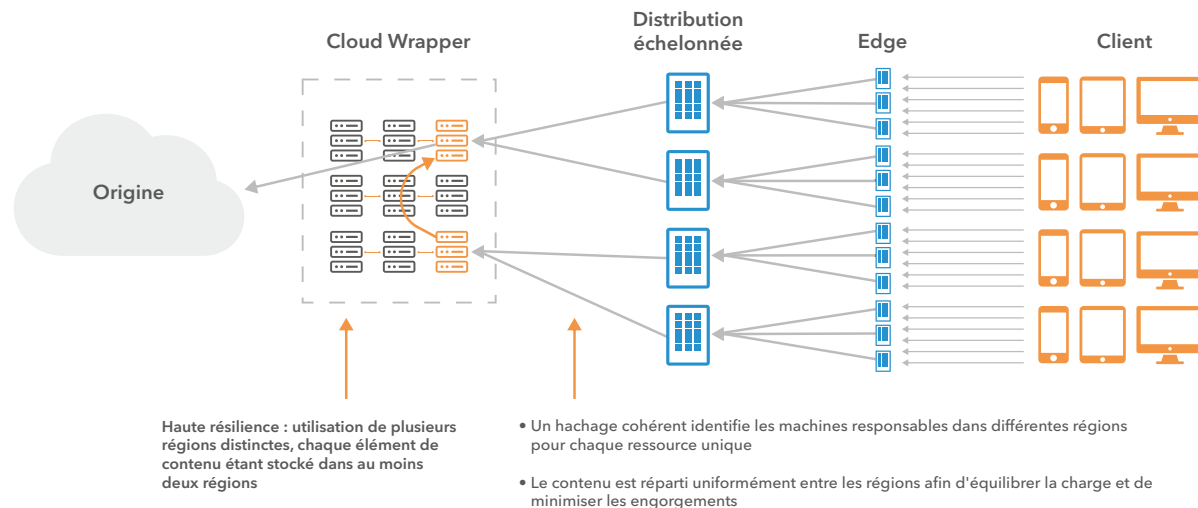 Distribution
échelonnée
Cloud Wrapper
Edge
Client
Origine
Haute résilience : utilisation de plusieurs
régions distinctes, chaque élément de
contenu étant stocké dans au moins
deux régions
• Un hachage cohérent identifie les machines responsables dans différentes régions
pour chaque ressource unique
• Le contenu est réparti uniformément entre les régions afin d'équilibrer la charge et de
minimiser les engorgements